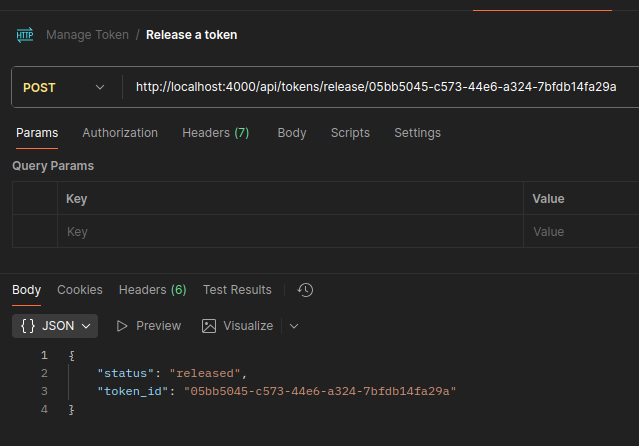 HTTP Manage Token / Release a token
POST http://localhost:4000/api/tokens/release/05bb5045-c573-44e6-a324-7bfdb14fa29a
Params Authorization Headers (7) Body Scripts Settings
Query Params
Key Value
Key Value
Body Cookies Headers (6) Test Results
{} JSON Preview Visualize
1 {
2 "status": "released",
3 "token_id": "05bb5045-c573-44e6-a324-7bfdb14fa29a"
4 }